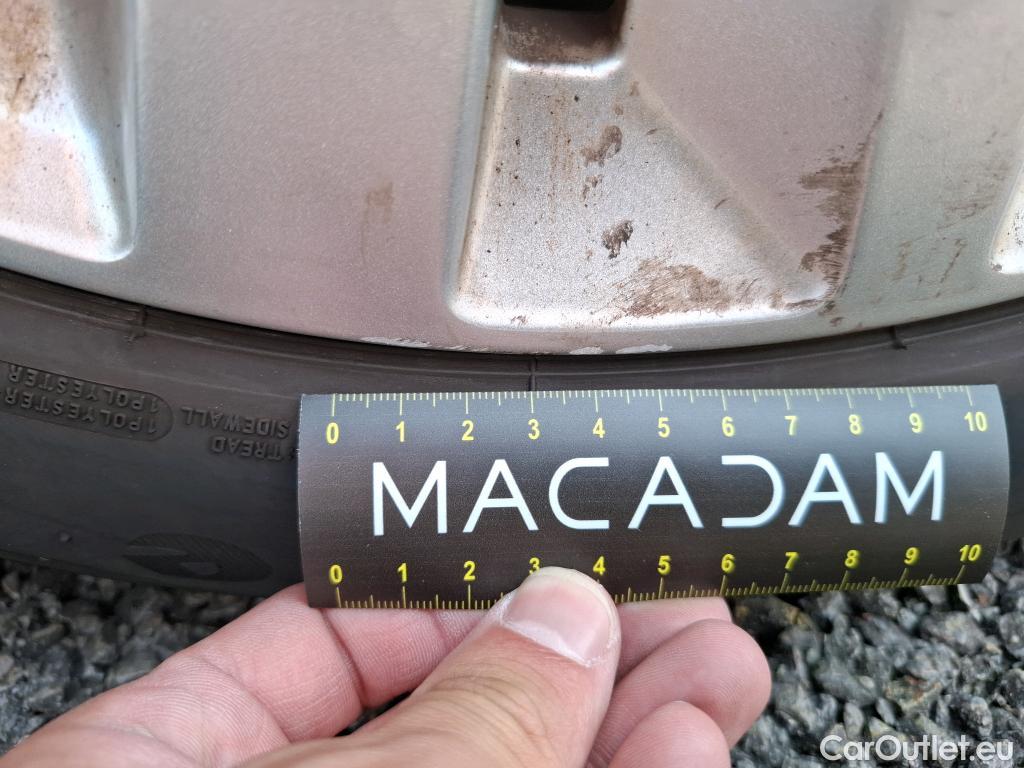 1 TREAD
SIDEWALL
1 POLYESTER
1 POLYESTER
0 1 2 3 4 5 6 7 8 9 10
MACADAM
0 1 2 3 4 5 6 7 8 9 10
CarOutlet.eu